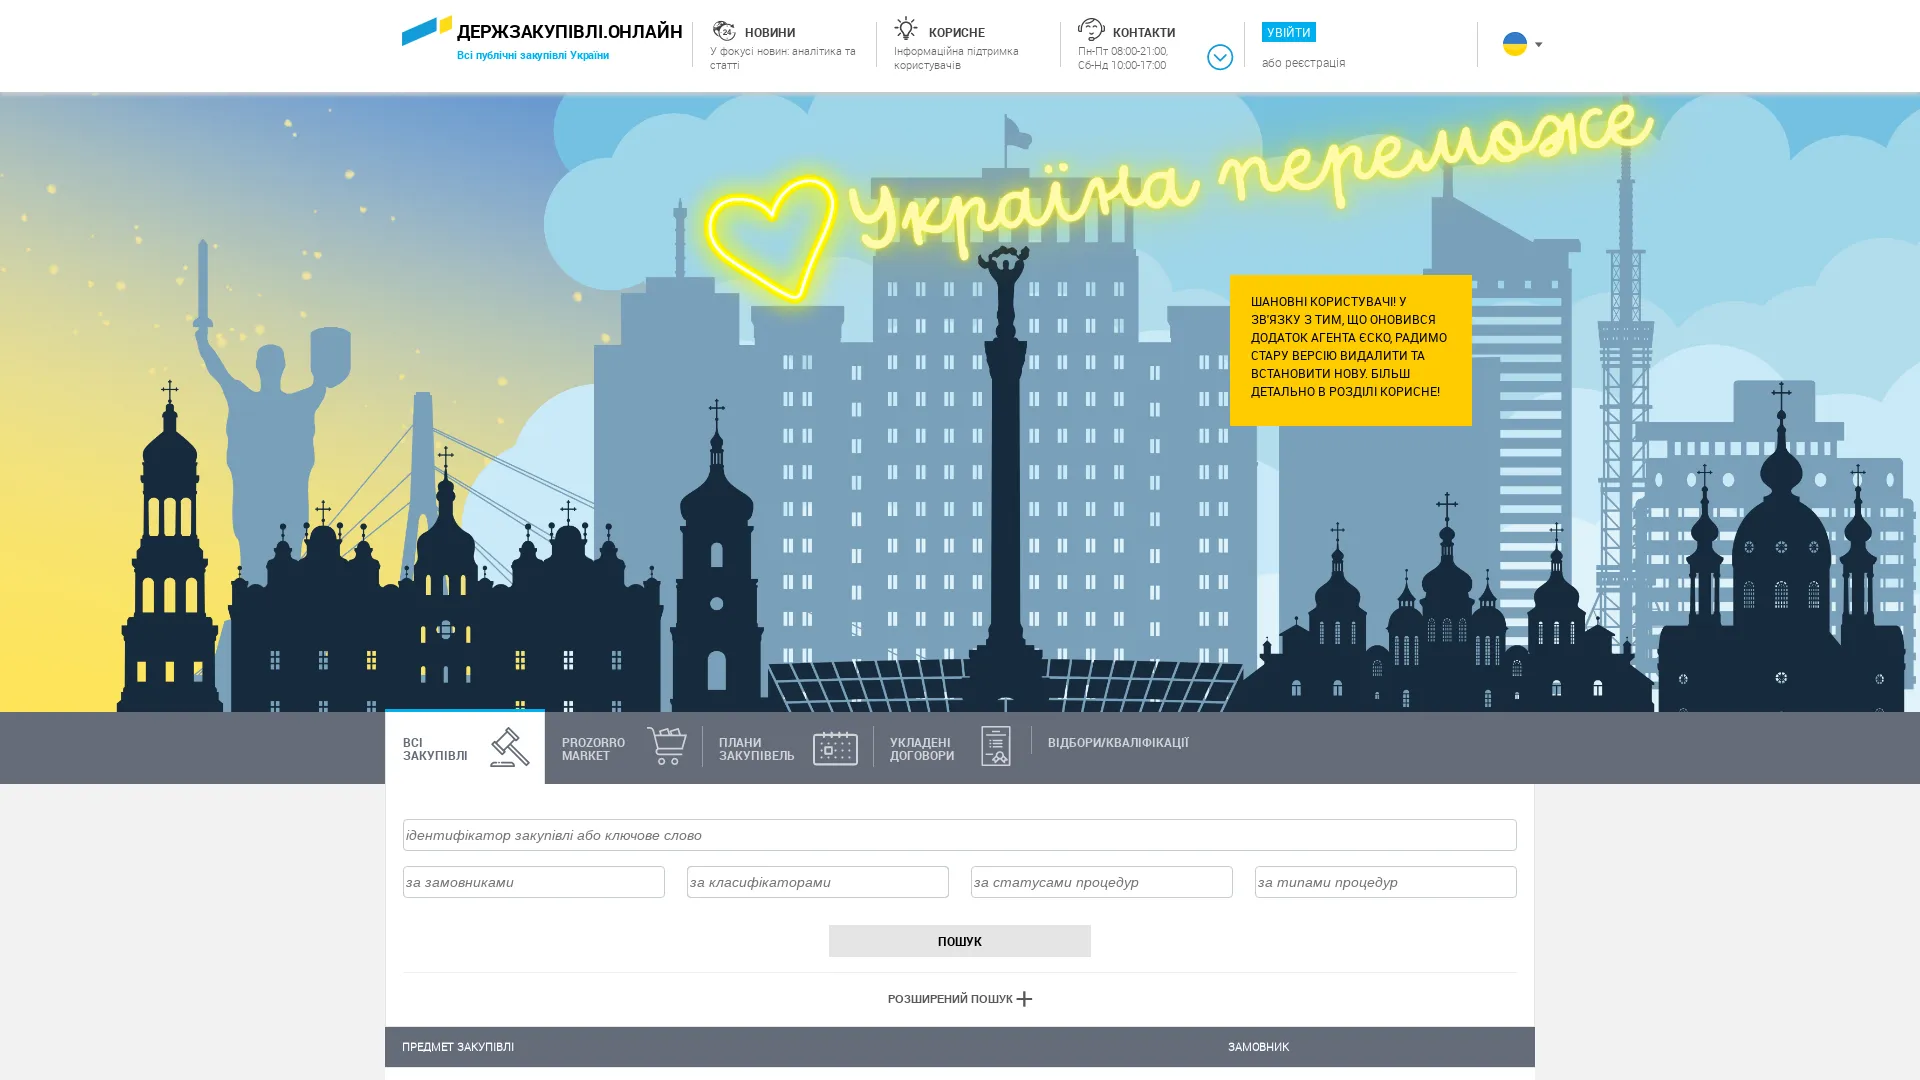 ДЕРЖЗАКУПІВЛІ.ОНЛАЙН
Всі публічні закупівлі України
24
НОВИНИ
У фокусі новин: аналітика та
статті
КОРИСНЕ
Інформаційна підтримка
користувачів
КОНТАКТИ
Пн-Пт 08:00-21:00,
Сб-Нд 10:00-17:00
УВІЙТИ
або реєстрація
Україна переможе
ШАНОВНІ КОРИСТУВАЧІ! У
ЗВ'ЯЗКУ З ТИМ, ЩО ОНОВИВСЯ
ДОДАТОК АГЕНТА ЄСКО, РАДИМО
СТАРУ ВЕРСІЮ ВИДАЛИТИ ТА
ВСТАНОВИТИ НОВУ. БІЛЬШ
ДЕТАЛЬНО В РОЗДІЛІ КОРИСНЕ!
ВСІ
ЗАКУПІВЛІ
PROZORRO
MARKET
ПЛАНИ
ЗАКУПІВЕЛЬ
УКЛАДЕНІ
ДОГОВОРИ
ВІДБОРИ/КВАЛІФІКАЦІЇ
ідентифікатор закупівлі або ключове слово
за замовниками
за класифікаторами
за статусами процедур
за типами процедур
ПОШУК
РОЗШИРЕНИЙ ПОШУК
ПРЕДМЕТ ЗАКУПІВЛІ
ЗАМОВНИК